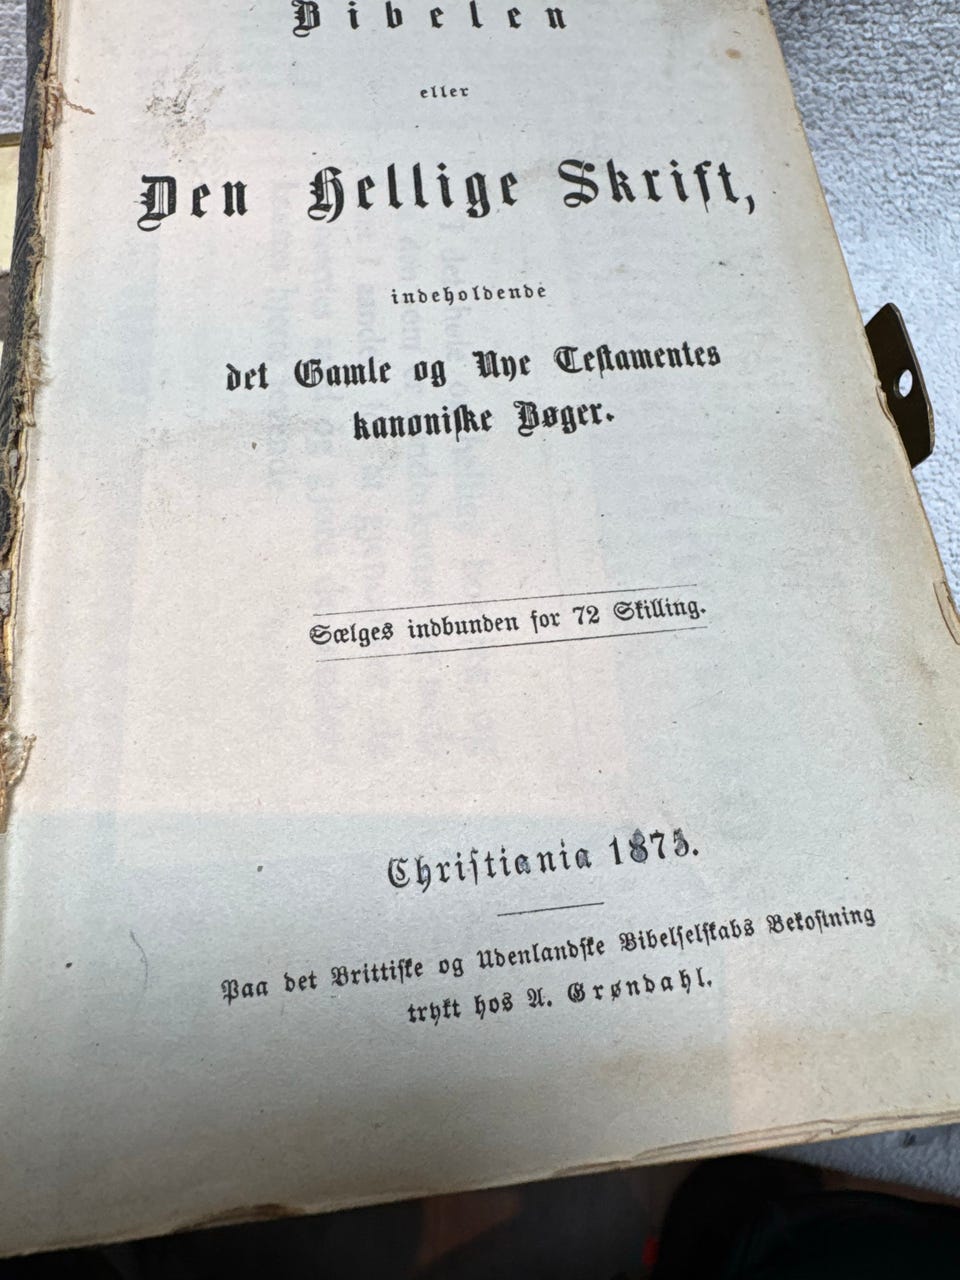 Bibelen
eller
Den Hellige Skrift,
indeholdende
det Gamle og Nye Testamentes
kanoniske Bøger.
Sælges indbunden for 72 Skilling.
Christiania 1875.
Paa det Brittiske og Udenlandske Bibelselskabs Bekostning
trykt hos A. Grøndahl.